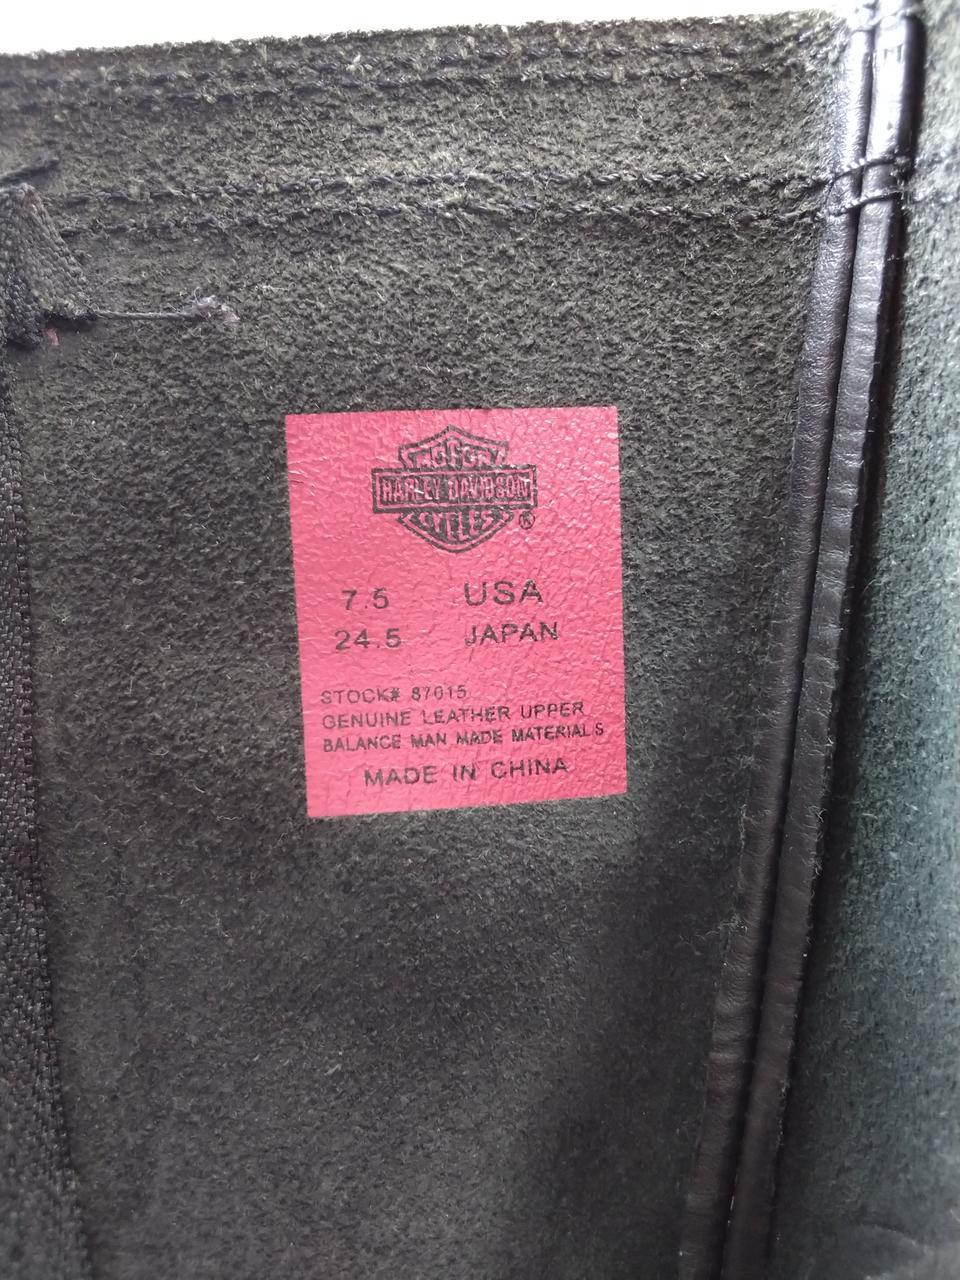 MOTOR
HARLEY-DAVIDSON
CYCLES ®
7.5 USA
24.5 JAPAN
STOCK# 87015
GENUINE LEATHER UPPER
BALANCE MAN MADE MATERIALS
MADE IN CHINA